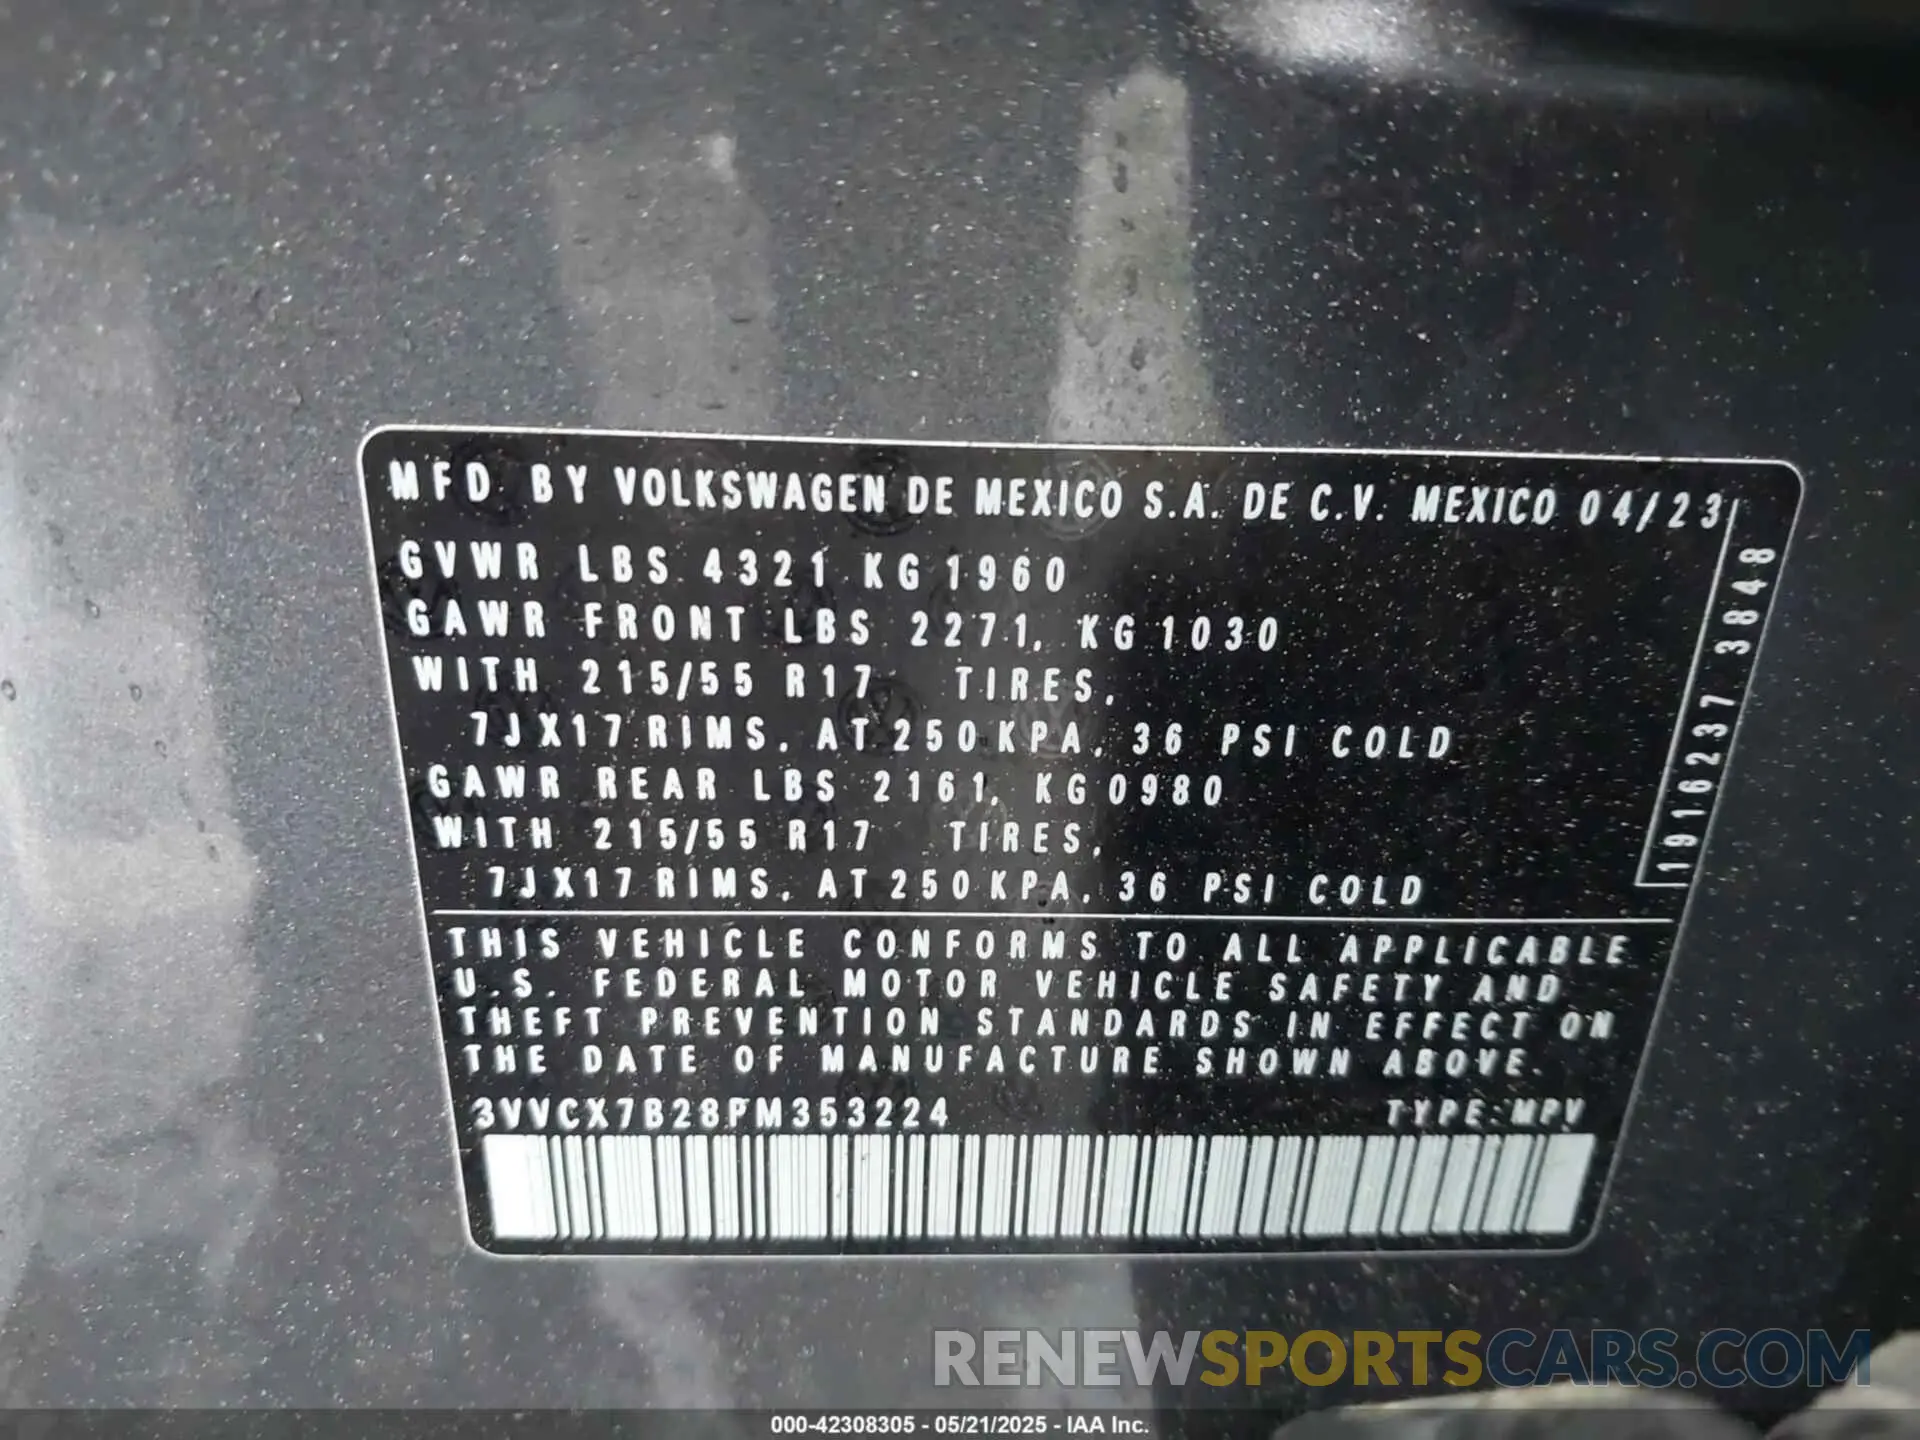 MFD. BY VOLKSWAGEN DE MEXICO S.A. DE C.V. MEXICO 04/23
GVWR LBS 4321 KG 1960
GAWR FRONT LBS 2271, KG 1030
WITH 215/55 R17 TIRES,
7JX17 RIMS, AT 250 KPA, 36 PSI COLD
GAWR REAR LBS 2161, KG 0980
WITH 215/55 R17 TIRES,
7JX17 RIMS, AT 250 KPA, 36 PSI COLD
1916237 3848
THIS VEHICLE CONFORMS TO ALL APPLICABLE
U.S. FEDERAL MOTOR VEHICLE SAFETY AND
THEFT PREVENTION STANDARDS IN EFFECT ON
THE DATE OF MANUFACTURE SHOWN ABOVE.
3VVCX7B28PM353224 TYPE: MPV
RENEWSPORTSCARS.COM
000-42308305 - 05/21/2025 - IAA Inc.